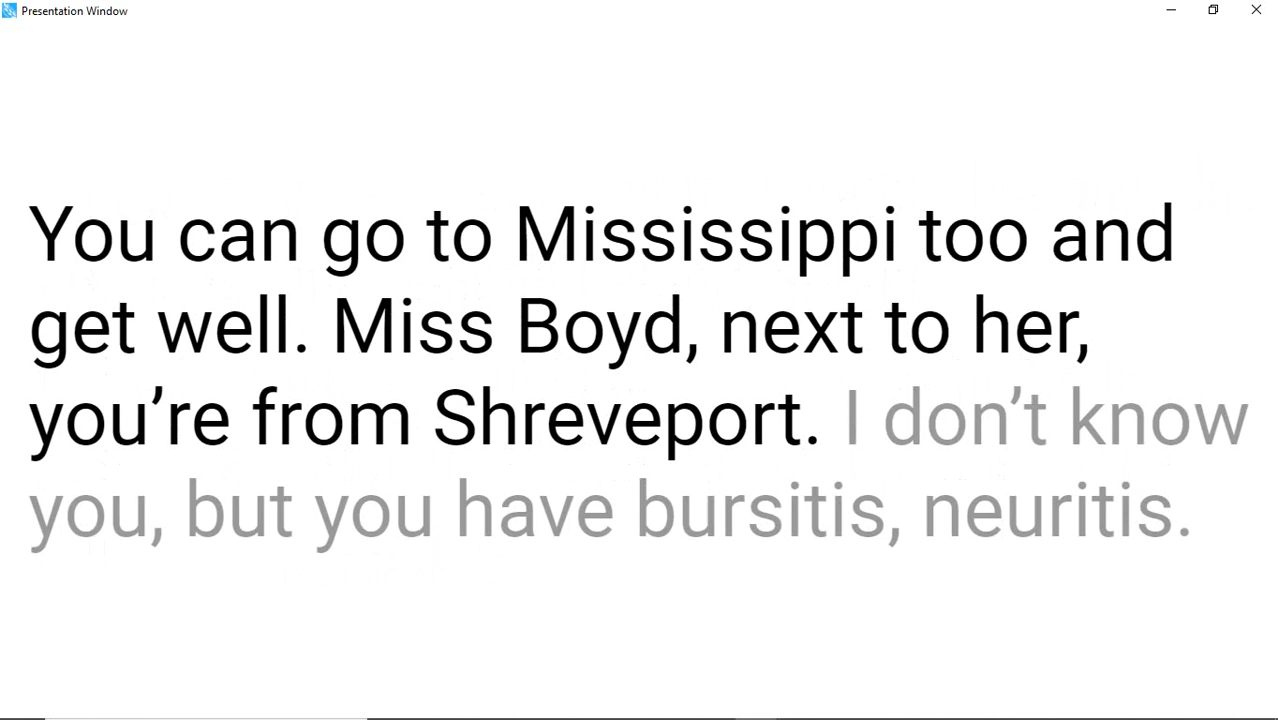 Presentation Window
You can go to Mississippi too and
get well. Miss Boyd, next to her,
you’re from Shreveport. I don’t know
you, but you have bursitis, neuritis.